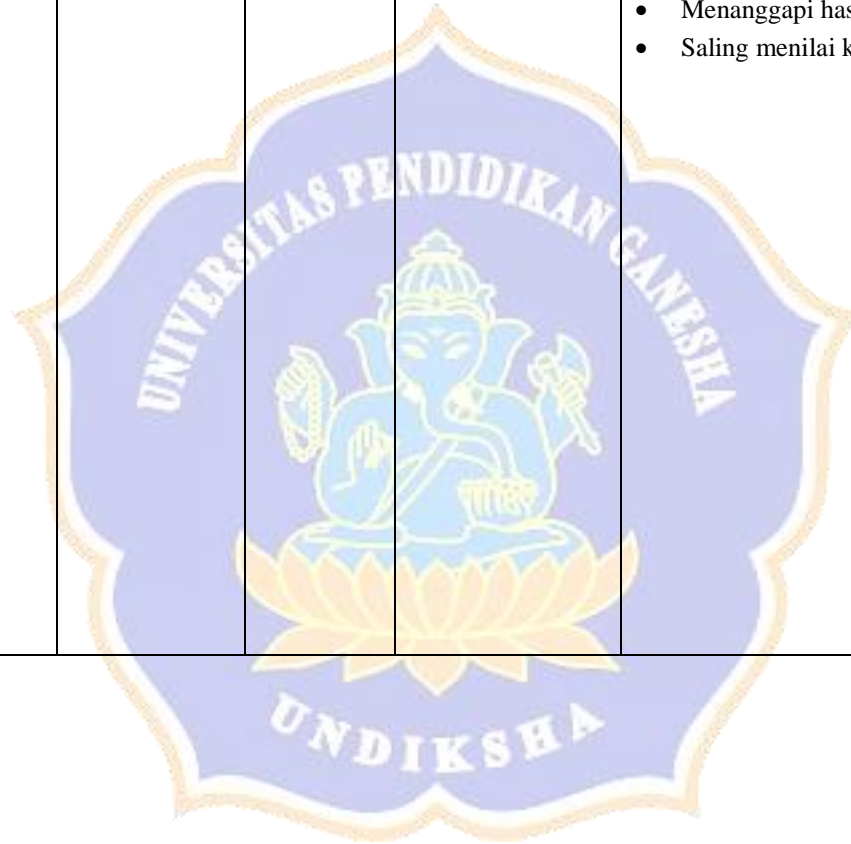 • Menanggapi has
• Saling menilai k
UNIVERSITAS PENDIDIKAN GANESHA
UNDIKSHA